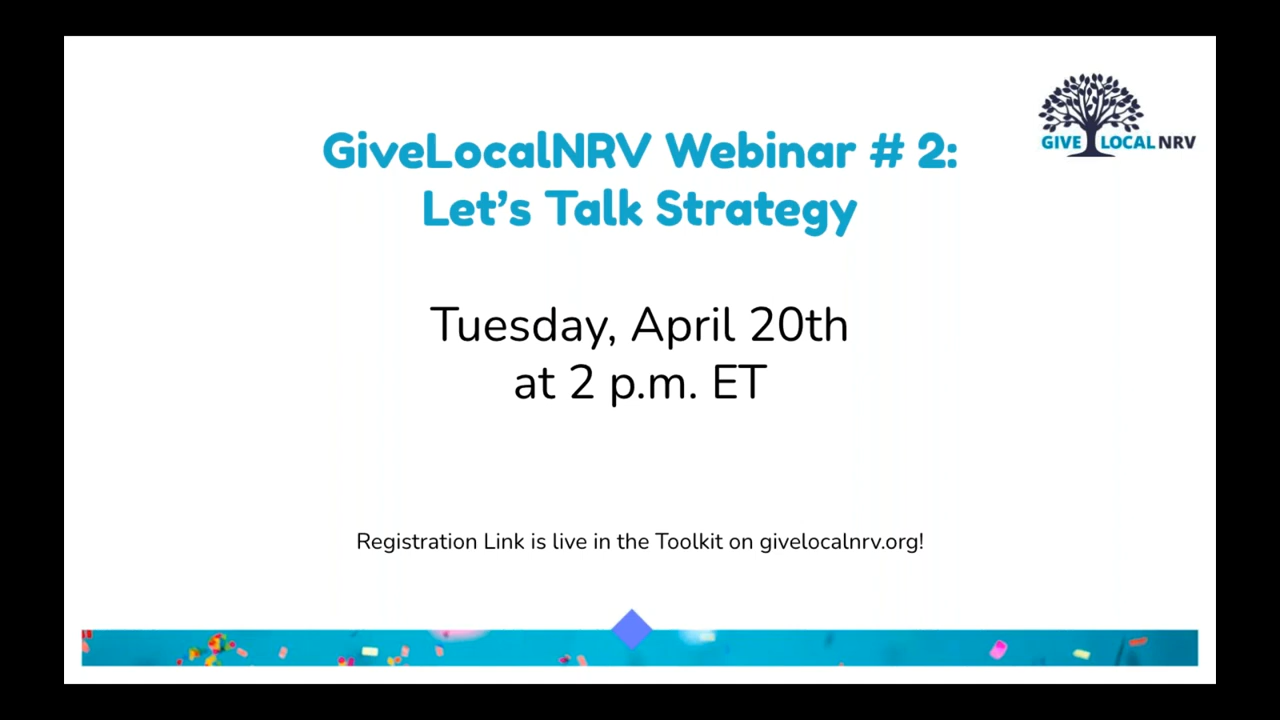 GIVE LOCAL NRV
GiveLocalNRV Webinar # 2:
Let’s Talk Strategy
Tuesday, April 20th
at 2 p.m. ET
Registration Link is live in the Toolkit on givelocalnrv.org!